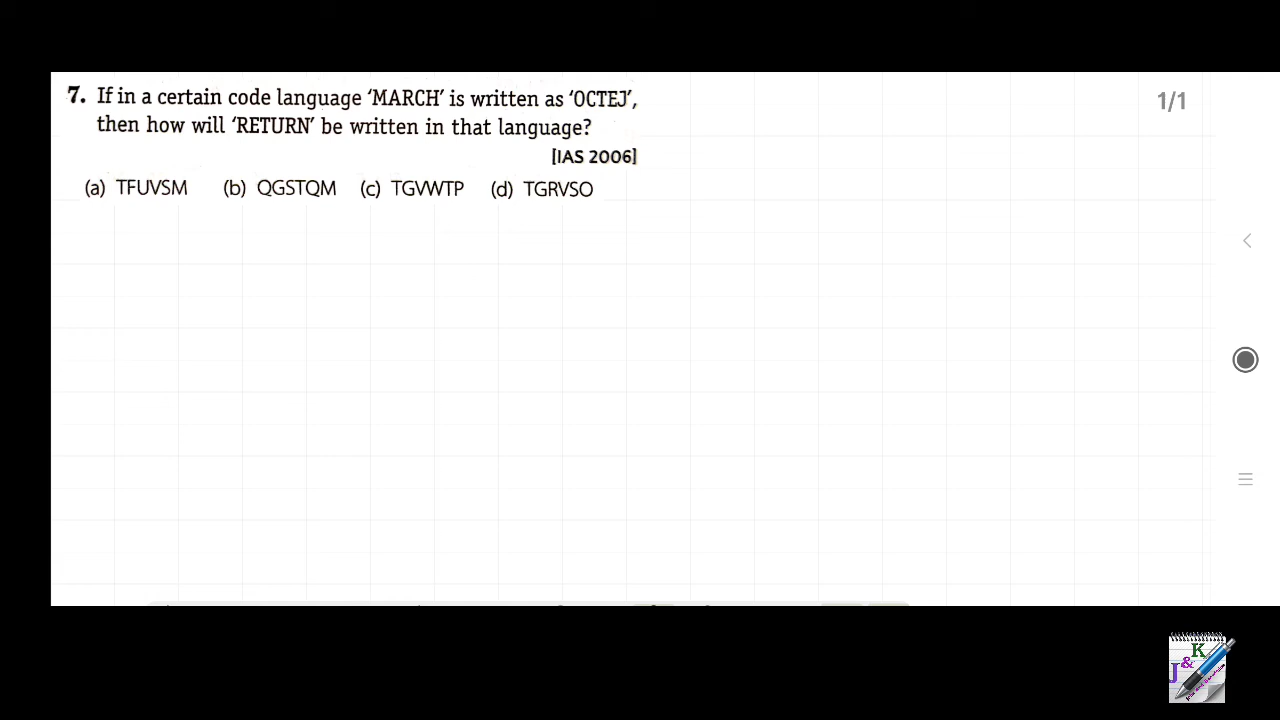 7. If in a certain code language ‘MARCH’ is written as ‘OCTEJ’,
then how will ‘RETURN’ be written in that language?
[IAS 2006]
(a) TFUVSM (b) QGSTQM (c) TGVWTP (d) TGRVSO
1/1
J & K